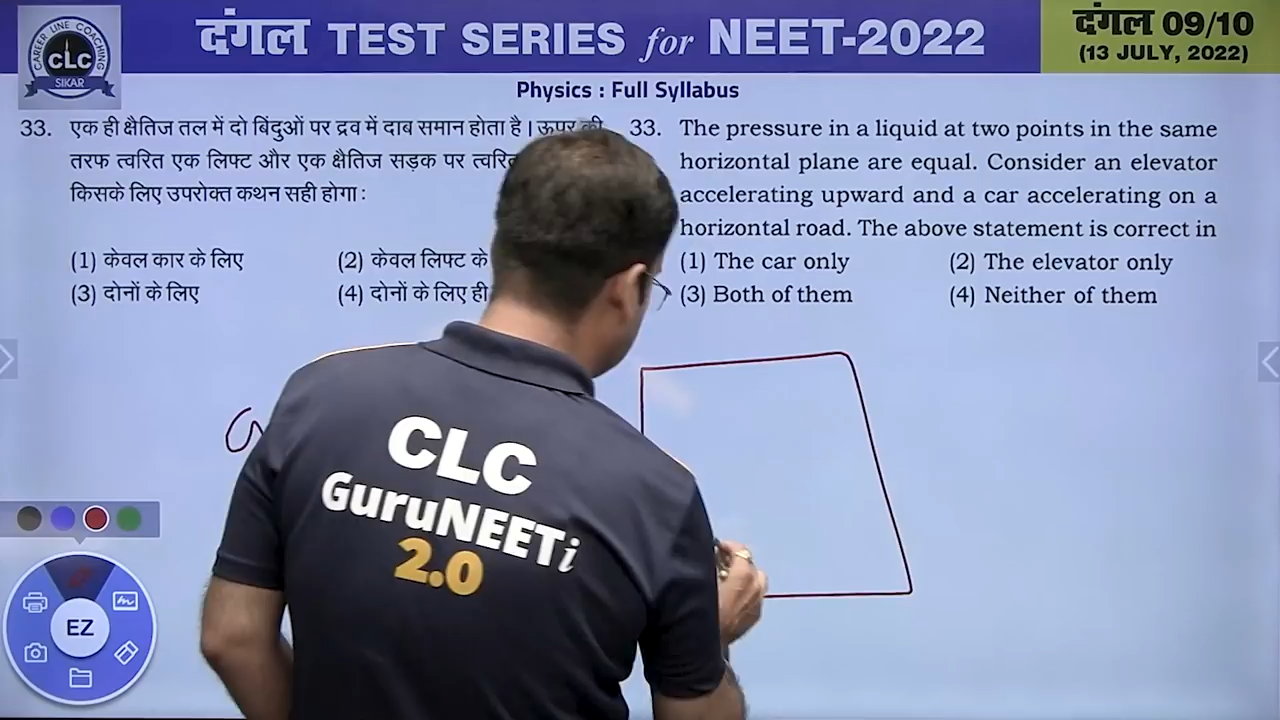 दंगल TEST SERIES for NEET-2022
दंगल 09/10
(13 JULY, 2022)
CAREER LINE COACHING
CLC
SIKAR
Physics : Full Syllabus
33. एक ही क्षैतिज तल में दो बिंदुओं पर द्रव में दाब समान होता है। ऊपर की
तरफ त्वरित एक लिफ्ट और एक क्षैतिज सड़क पर
किसके लिए उपरोक्त कथन सही होगा :
(1) केवल कार के लिए (2) केवल लिफ्ट के
(3) दोनों के लिए (4) दोनों के लिए ही
33. The pressure in a liquid at two points in the same
horizontal plane are equal. Consider an elevator
accelerating upward and a car accelerating on a
horizontal road. The above statement is correct in
(1) The car only (2) The elevator only
(3) Both of them (4) Neither of them
CLC
GuruNEETi
2.0
EZ